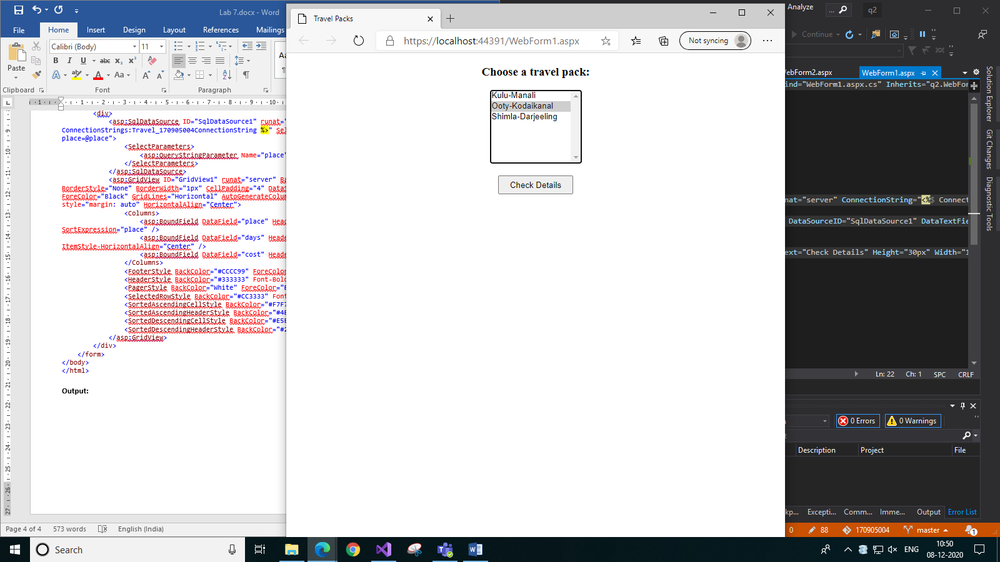 Lab 7.docx - Word
File
Home
Insert
Design
Layout
References
Mailings
Paste
Calibri (Body)
11
B I U abc x₂ x²
Aa
Clipboard
Font
Paragraph
<div>
<asp:SqlDataSource ID="SqlDataSource1" runat="
ConnectionStrings:Travel_170905004ConnectionString %>" Sel
place=@place">
<SelectParameters>
<asp:QueryStringParameter Name="place"
</SelectParameters>
</asp:SqlDataSource>
<asp:GridView ID="GridView1" runat="server" Ba
BorderStyle="None" BorderWidth="1px" CellPadding="4" DataS
ForeColor="Black" GridLines="Horizontal" AutoGenerateColum
style="margin: auto" HorizontalAlign="Center">
<Columns>
<asp:BoundField DataField="place" Head
SortExpression="place" />
<asp:BoundField DataField="days" Heade
ItemStyle-HorizontalAlign="Center" />
<asp:BoundField DataField="cost" Heade
</Columns>
<FooterStyle BackColor="#CCCC99" ForeColor
<HeaderStyle BackColor="#333333" Font-Bold
<PagerStyle BackColor="White" ForeColor="B
<SelectedRowStyle BackColor="#CC3333" Font
<SortedAscendingCellStyle BackColor="#F7F7
<SortedAscendingHeaderStyle BackColor="#4B
<SortedDescendingCellStyle BackColor="#E5E
<SortedDescendingHeaderStyle BackColor="#2
</asp:GridView>
</div>
</form>
</body>
</html>
Output:
Page 4 of 4
573 words
English (India)
Travel Packs
https://localhost:44391/WebForm1.aspx
Not syncing
Choose a travel pack:
Kulu-Manali
Ooty-Kodaikanal
Shimla-Darjeeling
Check Details
Analyze
...
q2
Continue
WebForm2.aspx
WebForm1.aspx
ind="WebForm1.aspx.cs" Inherits="q2.WebFor
nat="server" ConnectionString="<%$ Connect
DataSourceID="SqlDataSource1" DataTextFie
ext="Check Details" Height="30px" Width="1
Solution Explorer
Git Changes
Diagnostic Tools
Ln: 22
Ch: 1
SPC
CRLF
0 Errors
0 Warnings
Description
Project
File
kp...
Excepti...
Comm...
Imme...
Output
Error List
0
88
170905004
master
1
Search
ENG
10:50
08-12-2020